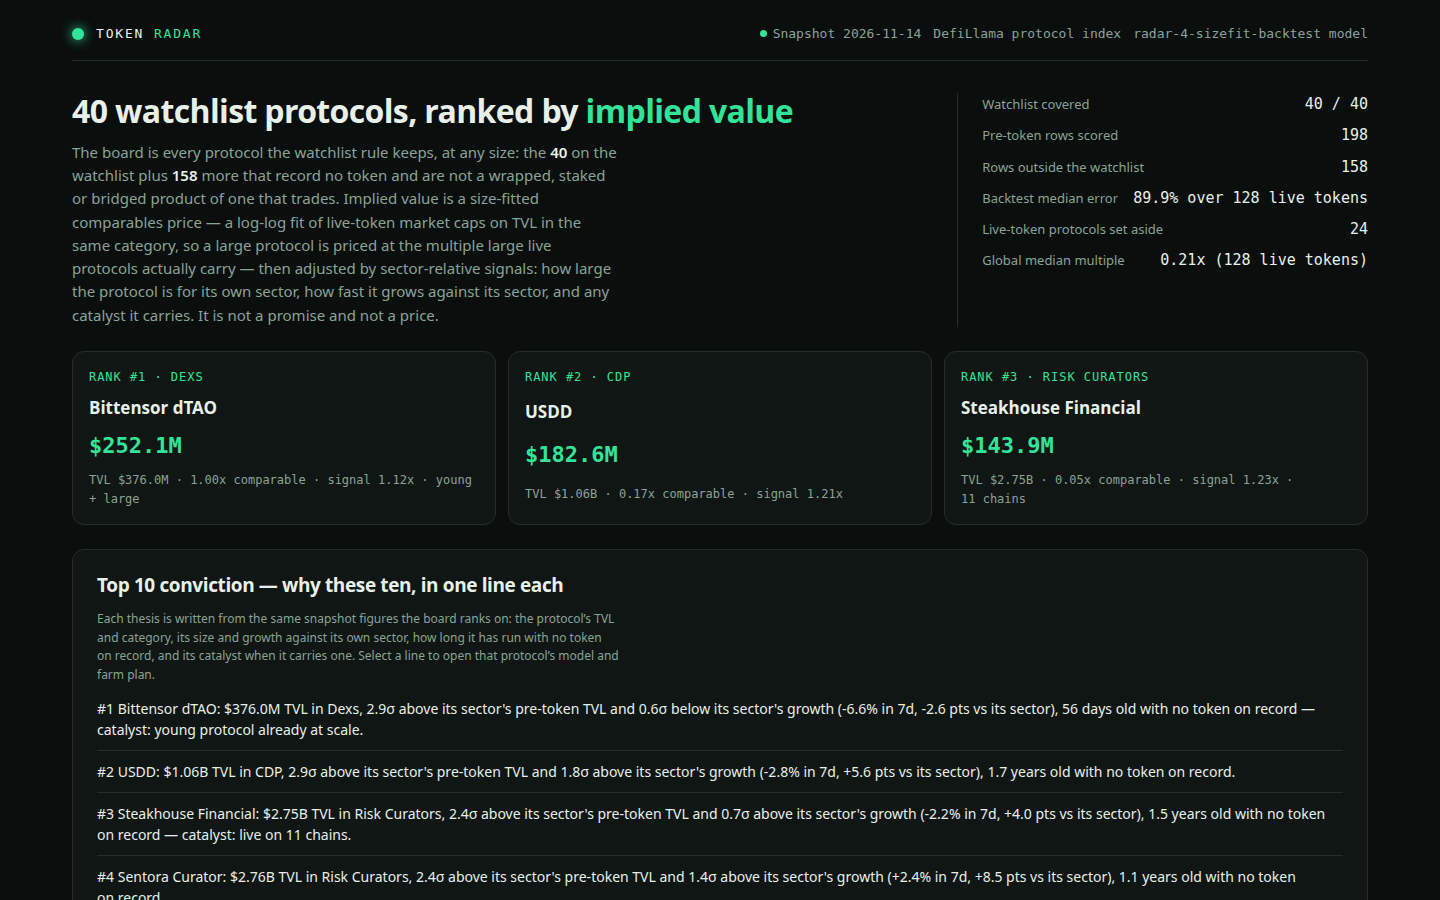 TOKEN RADAR
Snapshot 2026-11-14 DefiLlama protocol index radar-4-sizefit-backtest model
40 watchlist protocols, ranked by implied value
The board is every protocol the watchlist rule keeps, at any size: the 40 on the
watchlist plus 158 more that record no token and are not a wrapped, staked
or bridged product of one that trades. Implied value is a size-fitted
comparables price — a log-log fit of live-token market caps on TVL in the
same category, so a large protocol is priced at the multiple large live
protocols actually carry — then adjusted by sector-relative signals: how large
the protocol is for its own sector, how fast it grows against its sector, and any
catalyst it carries. It is not a promise and not a price.
Watchlist covered 40 / 40
Pre-token rows scored 198
Rows outside the watchlist 158
Backtest median error 89.9% over 128 live tokens
Live-token protocols set aside 24
Global median multiple 0.21x (128 live tokens)
RANK #1 · DEXS
Bittensor dTAO
$252.1M
TVL $376.0M · 1.00x comparable · signal 1.12x · young
+ large
RANK #2 · CDP
USDD
$182.6M
TVL $1.06B · 0.17x comparable · signal 1.21x
RANK #3 · RISK CURATORS
Steakhouse Financial
$143.9M
TVL $2.75B · 0.05x comparable · signal 1.23x ·
11 chains
Top 10 conviction — why these ten, in one line each
Each thesis is written from the same snapshot figures the board ranks on: the protocol's TVL
and category, its size and growth against its own sector, how long it has run with no token
on record, and its catalyst when it carries one. Select a line to open that protocol's model and
farm plan.
#1 Bittensor dTAO: $376.0M TVL in Dexs, 2.9σ above its sector's pre-token TVL and 0.6σ below its sector's growth (-6.6% in 7d, -2.6 pts vs its sector), 56 days old with no token on record —
catalyst: young protocol already at scale.
#2 USDD: $1.06B TVL in CDP, 2.9σ above its sector's pre-token TVL and 1.8σ above its sector's growth (-2.8% in 7d, +5.6 pts vs its sector), 1.7 years old with no token on record.
#3 Steakhouse Financial: $2.75B TVL in Risk Curators, 2.4σ above its sector's pre-token TVL and 0.7σ above its sector's growth (-2.2% in 7d, +4.0 pts vs its sector), 1.5 years old with no token
on record — catalyst: live on 11 chains.
#4 Sentora Curator: $2.76B TVL in Risk Curators, 2.4σ above its sector's pre-token TVL and 1.4σ above its sector's growth (+2.4% in 7d, +8.5 pts vs its sector), 1.1 years old with no token
on record.